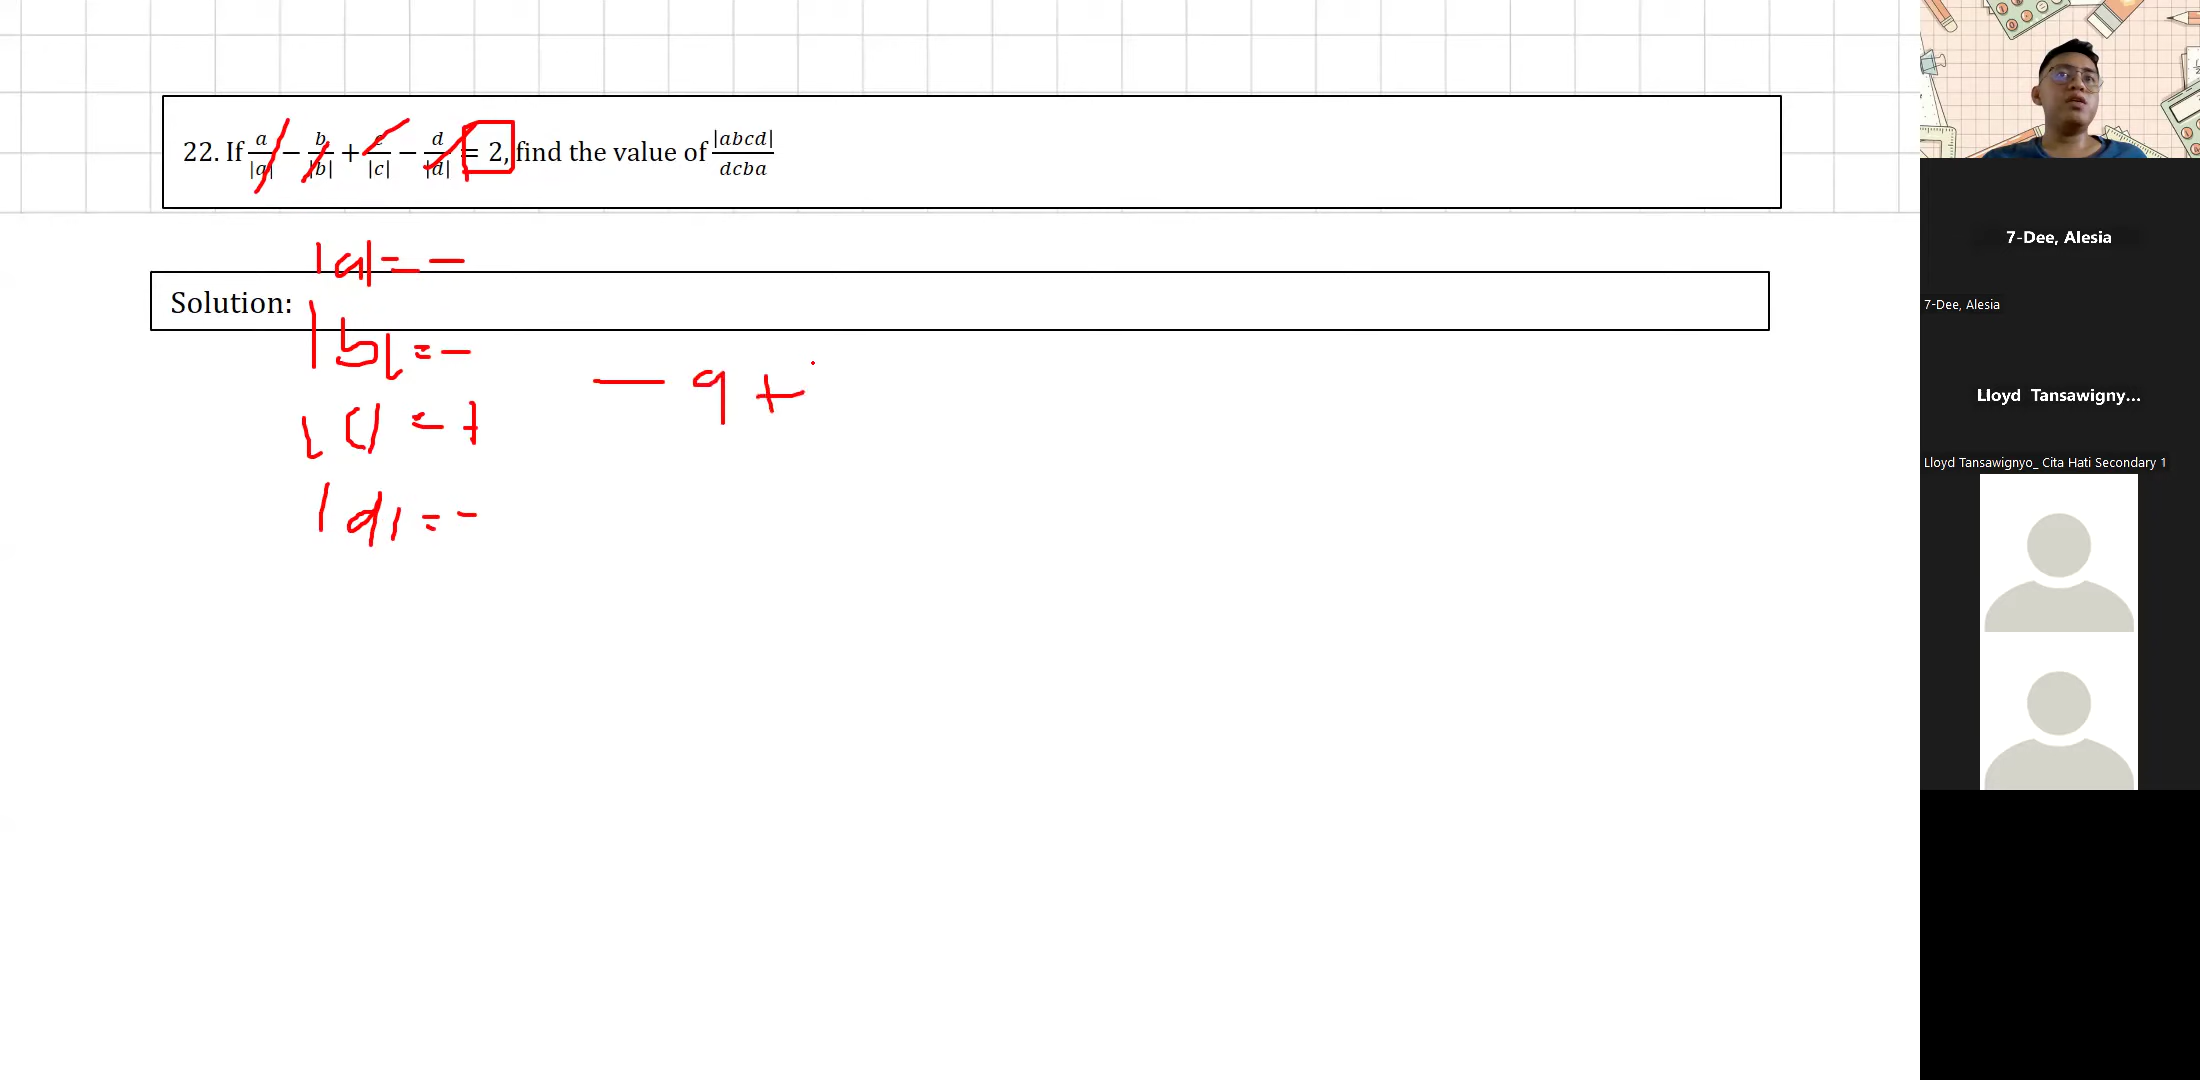 22. If a/|a| − b/|b| + c/|c| − d/|d| = 2, find the value of |abcd|/dcba
|a| = −
Solution:
|b| = −
|c| = +
|d| = −
− a +
7-Dee, Alesia
7-Dee, Alesia
Lloyd Tansawigny...
Lloyd Tansawignyo_ Cita Hati Secondary 1